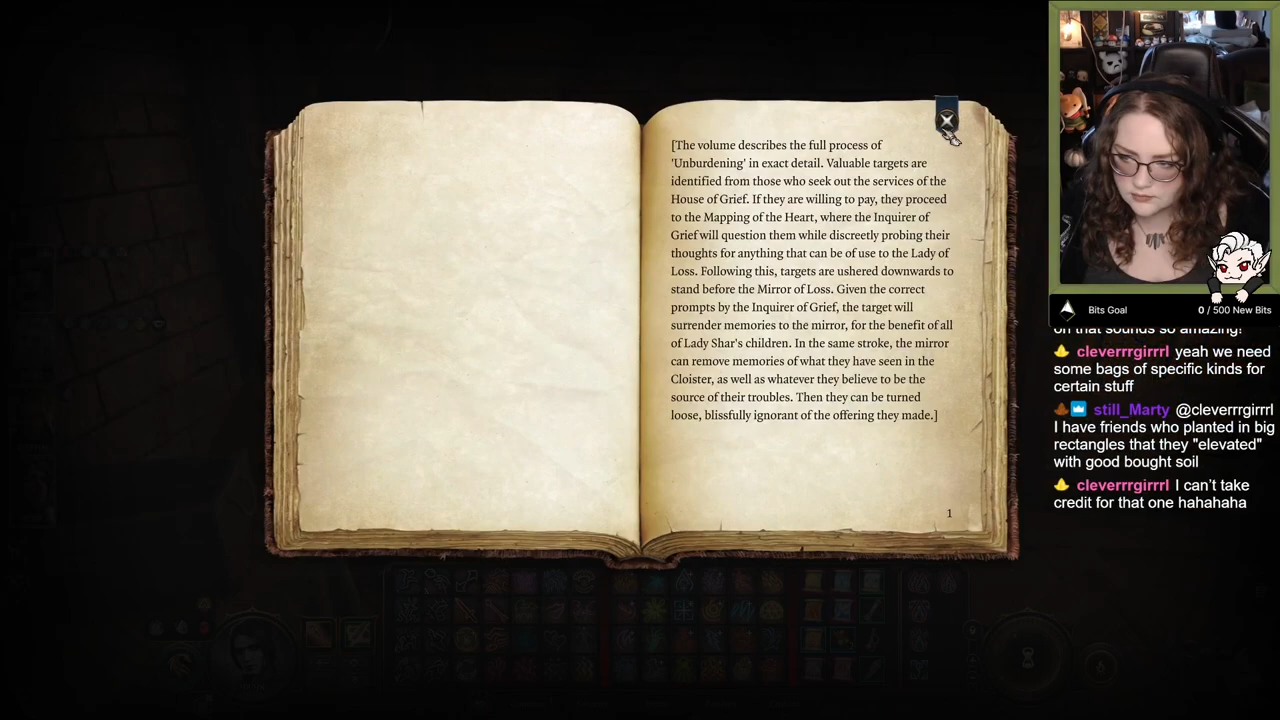 [The volume describes the full process of
'Unburdening' in exact detail. Valuable targets are
identified from those who seek out the services of the
House of Grief. If they are willing to pay, they proceed
to the Mapping of the Heart, where the Inquirer of
Grief will question them while discreetly probing their
thoughts for anything that can be of use to the Lady of
Loss. Following this, targets are ushered downwards to
stand before the Mirror of Loss. Given the correct
prompts by the Inquirer of Grief, the target will
surrender memories to the mirror, for the benefit of all
of Lady Shar's children. In the same stroke, the mirror
can remove memories of what they have seen in the
Cloister, as well as whatever they believe to be the
source of their troubles. Then they can be turned
loose, blissfully ignorant of the offering they made.]
1
Bits Goal
0 / 500 New Bits
oh that sounds so amazing!
cleverrrgirrrl yeah we need
some bags of specific kinds for
certain stuff
still_Marty @cleverrrgirrrl
I have friends who planted in big
rectangles that they "elevated"
with good bought soil
cleverrrgirrrl I can't take
credit for that one hahahaha